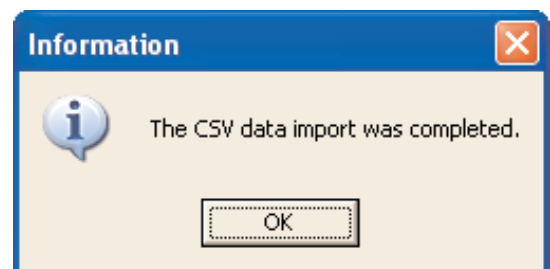 Information
The CSV data import was completed.
OK